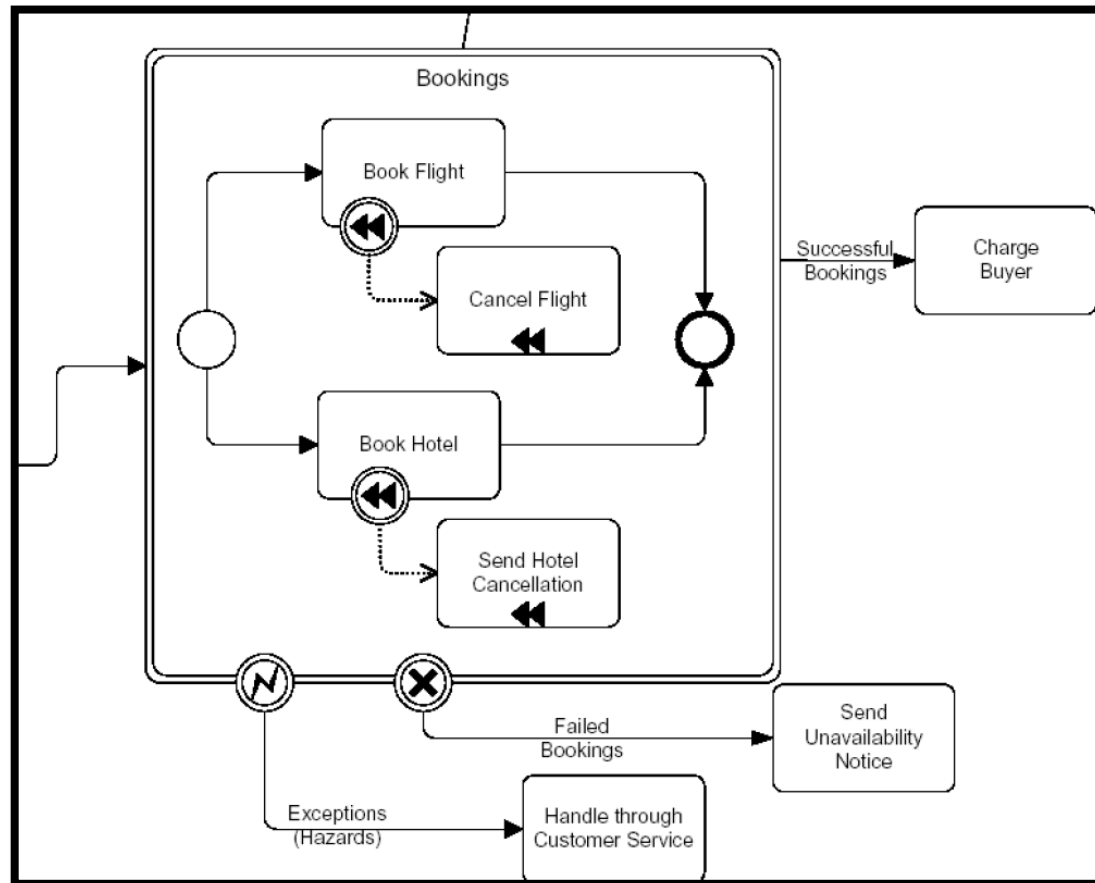 Bookings
Book Flight
Cancel Flight
Successful
Bookings
Charge
Buyer
Book Hotel
Send Hotel
Cancellation
Failed
Bookings
Send
Unavailability
Notice
Exceptions
(Hazards)
Handle through
Customer Service